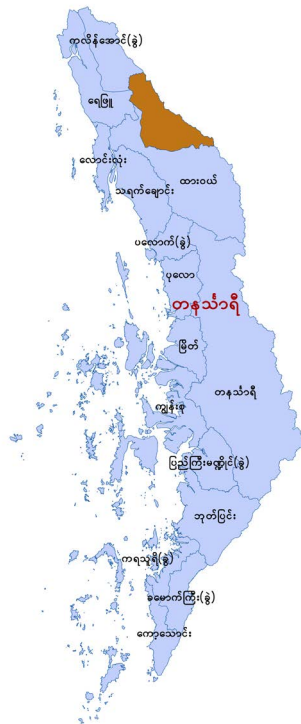 ကလိန်အောင်(ခွဲ)
ရေဖြူ
လောင်းလုံး
ထားဝယ်
သရက်ချောင်း
ပလောက်(ခွဲ)
ပုလော
တနင်္သာရီ
မြိတ်
တနင်္သာရီ
ကျွန်းစု
ပြည်ကြီးမဏ္ဍိုင်(ခွဲ)
ဘုတ်ပြင်း
ကရသူရိ(ခွဲ)
ခမောက်ကြီး(ခွဲ)
ကော့သောင်း